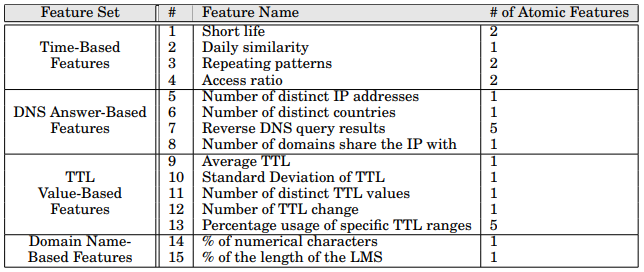 Feature Set # Feature Name # of Atomic Features
1 Short life 2
Time-Based 2 Daily similarity 1
Features 3 Repeating patterns 2
4 Access ratio 2
5 Number of distinct IP addresses 1
DNS Answer-Based 6 Number of distinct countries 1
Features 7 Reverse DNS query results 5
8 Number of domains share the IP with 1
9 Average TTL 1
TTL 10 Standard Deviation of TTL 1
Value-Based 11 Number of distinct TTL values 1
Features 12 Number of TTL change 1
13 Percentage usage of specific TTL ranges 5
Domain Name- 14 % of numerical characters 1
Based Features 15 % of the length of the LMS 1